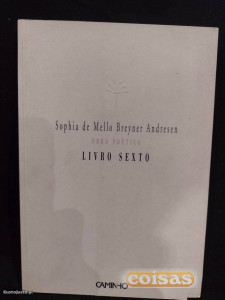 Sophia de Mello Breyner Andresen
OBRA POÉTICA
LIVRO SEXTO
CAMINHO
coisas